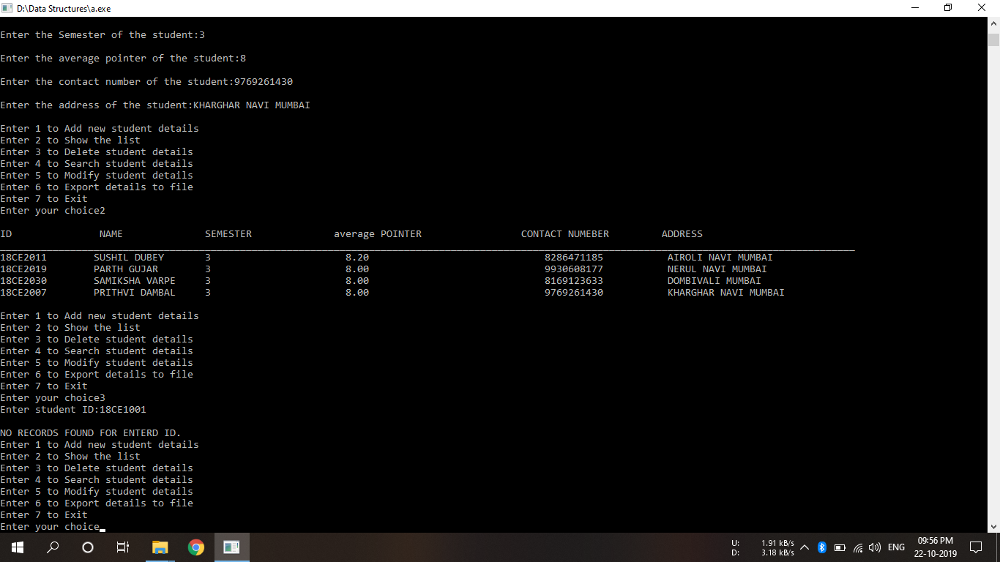 D:\Data Structures\a.exe
Enter the Semester of the student:3
Enter the average pointer of the student:8
Enter the contact number of the student:9769261430
Enter the address of the student:KHARGHAR NAVI MUMBAI
Enter 1 to Add new student details
Enter 2 to Show the list
Enter 3 to Delete student details
Enter 4 to Search student details
Enter 5 to Modify student details
Enter 6 to Export details to file
Enter 7 to Exit
Enter your choice2
ID NAME SEMESTER average POINTER CONTACT NUMEBER ADDRESS
18CE2011 SUSHIL DUBEY 3 8.20 8286471185 AIROLI NAVI MUMBAI
18CE2019 PARTH GUJAR 3 8.00 9930608177 NERUL NAVI MUMBAI
18CE2030 SAMIKSHA VARPE 3 8.00 8169123633 DOMBIVALI MUMBAI
18CE2007 PRITHVI DAMBAL 3 8.00 9769261430 KHARGHAR NAVI MUMBAI
Enter 1 to Add new student details
Enter 2 to Show the list
Enter 3 to Delete student details
Enter 4 to Search student details
Enter 5 to Modify student details
Enter 6 to Export details to file
Enter 7 to Exit
Enter your choice3
Enter student ID:18CE1001
NO RECORDS FOUND FOR ENTERD ID.
Enter 1 to Add new student details
Enter 2 to Show the list
Enter 3 to Delete student details
Enter 4 to Search student details
Enter 5 to Modify student details
Enter 6 to Export details to file
Enter 7 to Exit
Enter your choice
U: 1.91 kB/s
D: 3.18 kB/s
ENG
09:56 PM
22-10-2019